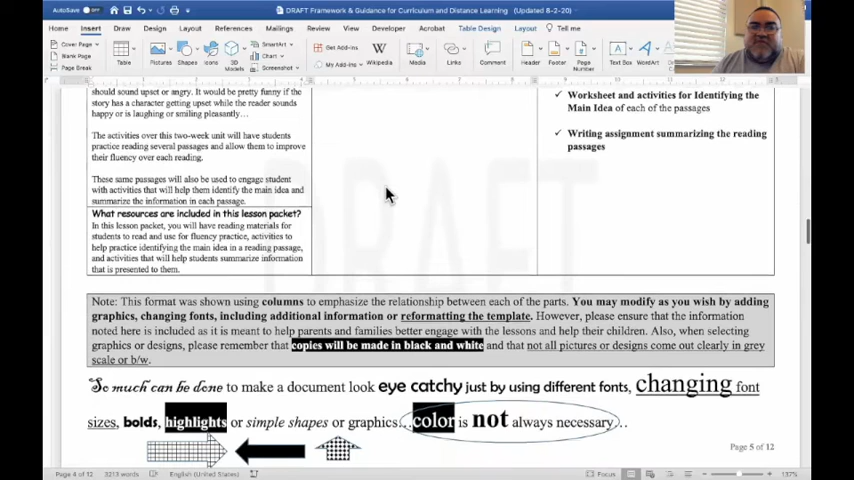 AutoSave OFF
DRAFT Framework & Guidance for Curriculum and Distance Learning (Updated 8-2-20)
Home Insert Draw Design Layout References Mailings Review View Developer Acrobat Table Design Layout Tell me
Cover Page
Blank Page
Page Break
Table
Pictures
Shapes
Icons
3D Models
SmartArt
Chart
Screenshot
Get Add-ins
My Add-ins
Wikipedia
Media
Links
Comment
Header
Footer
Page Number
Text Box
WordArt
should sound upset or angry. It would be pretty funny if the
story has a character getting upset while the reader sounds
happy or is laughing or smiling pleasantly…
The activities over this two-week unit will have students
practice reading several passages and allow them to improve
their fluency over each reading.
These same passages will also be used to engage student
with activities that will help them identify the main idea and
summarize the information in each passage.
What resources are included in this lesson packet?
In this lesson packet, you will have reading materials for
students to read and use for fluency practice, activities to
help practice identifying the main idea in a reading passage,
and activities that will help students summarize information
that is presented to them.
✓ Worksheet and activities for Identifying the
Main Idea of each of the passages
✓ Writing assignment summarizing the reading
passages
DRAFT
Note: This format was shown using columns to emphasize the relationship between each of the parts. You may modify as you wish by adding
graphics, changing fonts, including additional information or reformatting the template. However, please ensure that the information
noted here is included as it is meant to help parents and families better engage with the lessons and help their children. Also, when selecting
graphics or designs, please remember that copies will be made in black and white and that not all pictures or designs come out clearly in grey
scale or b/w.
So much can be done to make a document look eye catchy just by using different fonts, changing font
sizes, bolds, highlights or simple shapes or graphics…color is not always necessary…
Page 5 of 12
Page 4 of 12 3213 words English (United States) Focus 137%